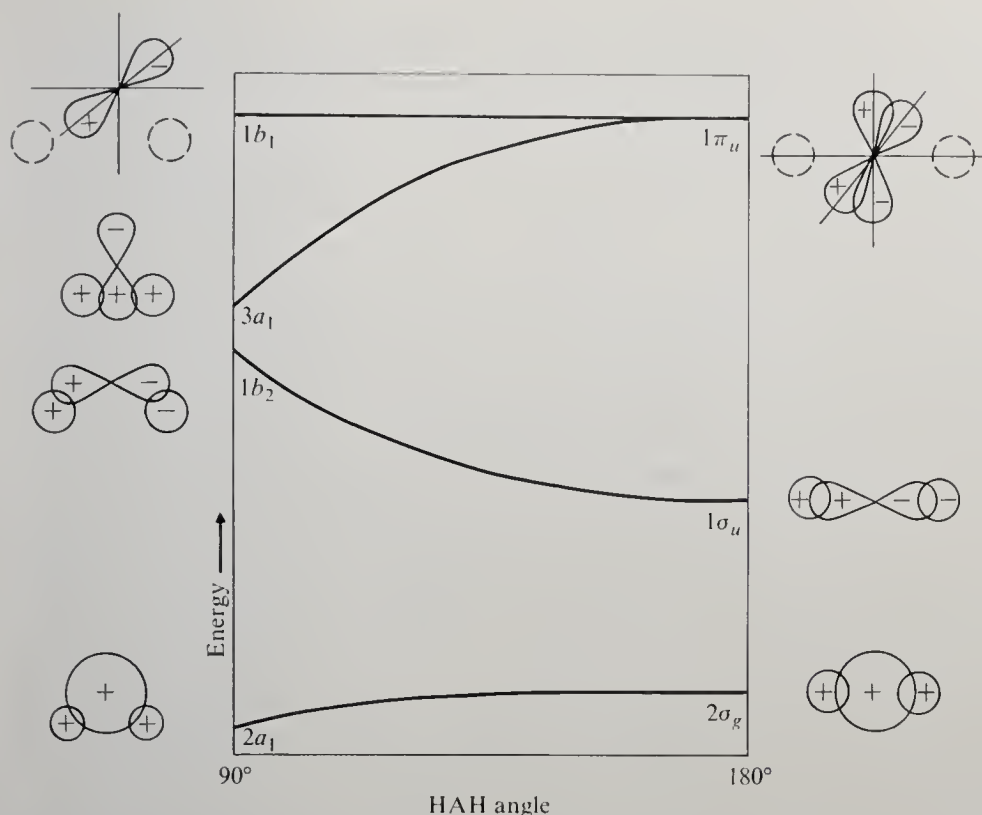 1b₁
1πᵤ
3a₁
1b₂
1σᵤ
Energy →
2a₁
2σg
90°
180°
HAH angle
+
−
−
+
+
+
+
−
+
−
+
+
+
+
−
+
−
+
+
−
−
+
+
+